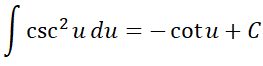 ∫ csc² u du = − cot u + C